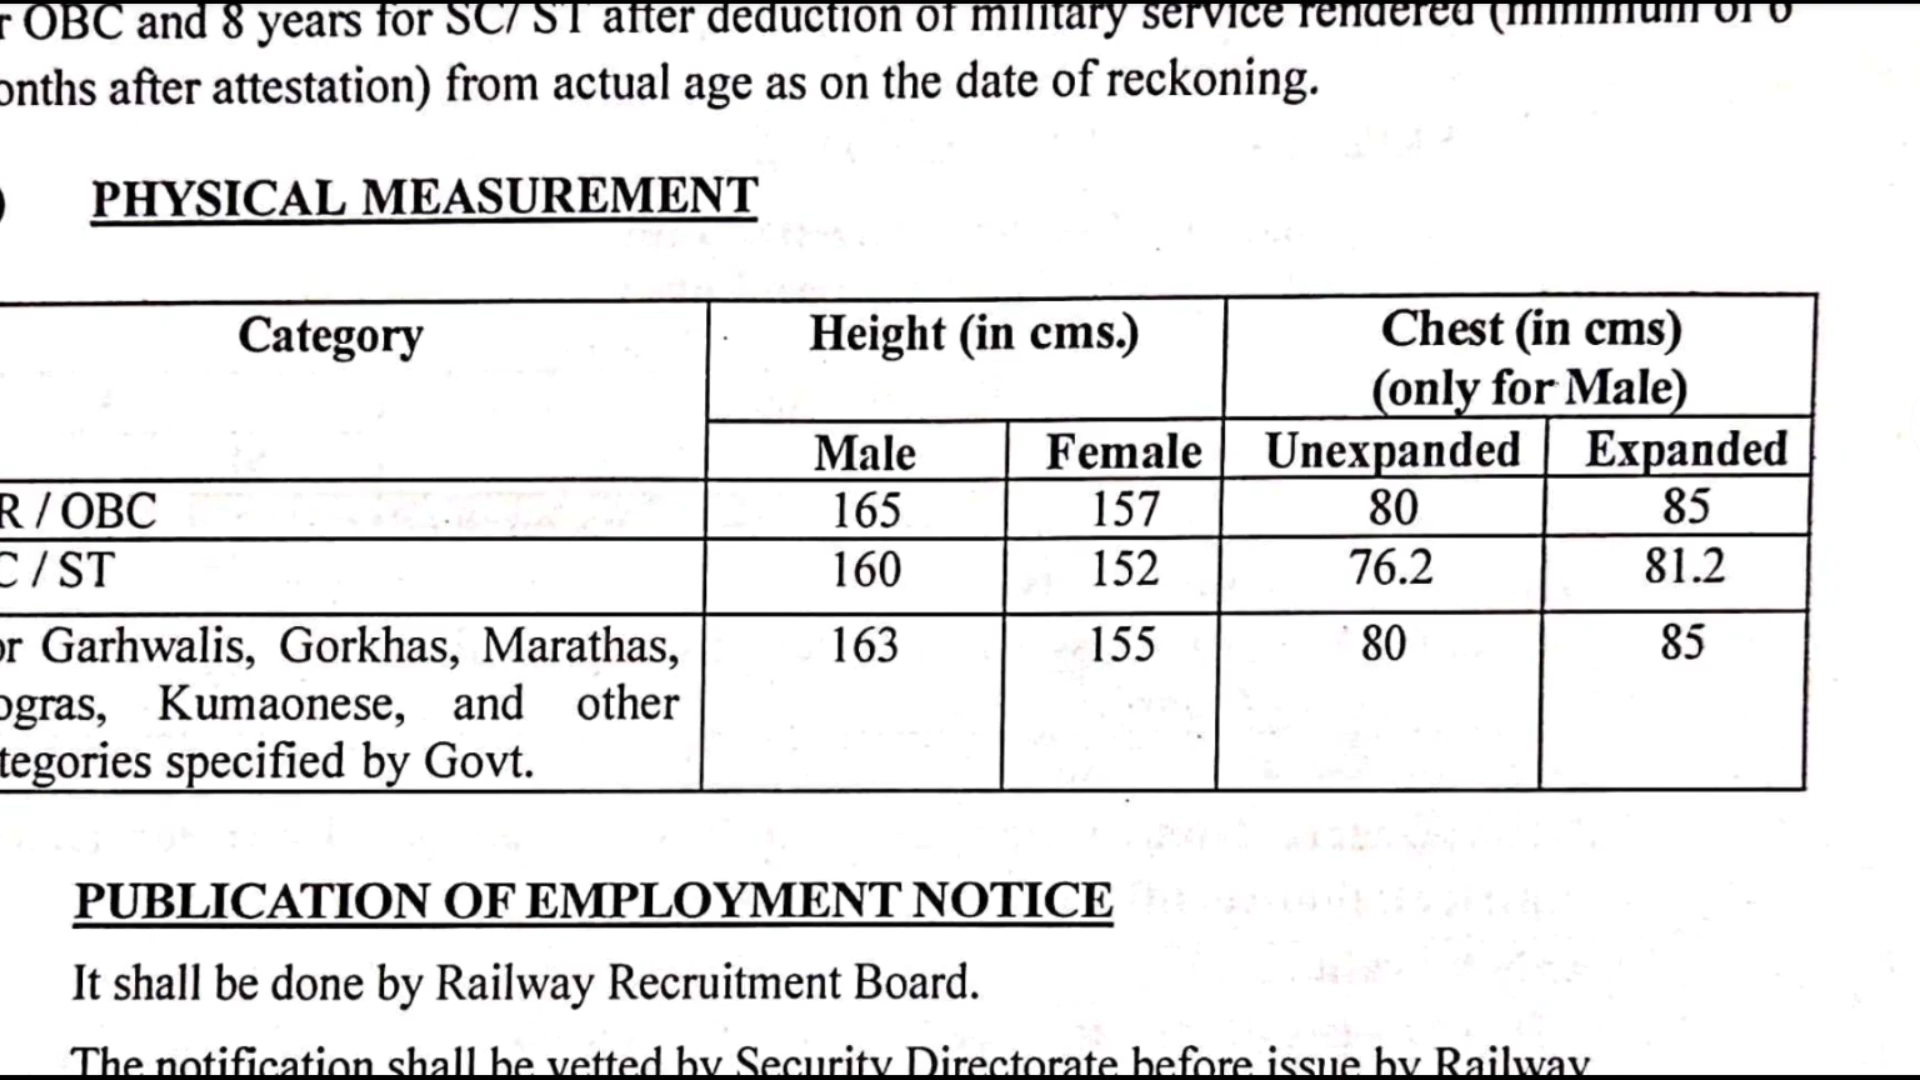 OBC and 8 years for SC/ ST after deduction of military service rendered (minimum of 6
after attestation) from actual age as on the date of reckoning.
PHYSICAL MEASUREMENT
Category Height (in cms.) Chest (in cms)
(only for Male)
Male Female Unexpanded Expanded
R / OBC 165 157 80 85
C / ST 160 152 76.2 81.2
r Garhwalis, Gorkhas, Marathas, 163 155 80 85
ogras, Kumaonese, and other
tegories specified by Govt.
PUBLICATION OF EMPLOYMENT NOTICE
It shall be done by Railway Recruitment Board.
The notification shall be vetted by Security Directorate before issue by Railway